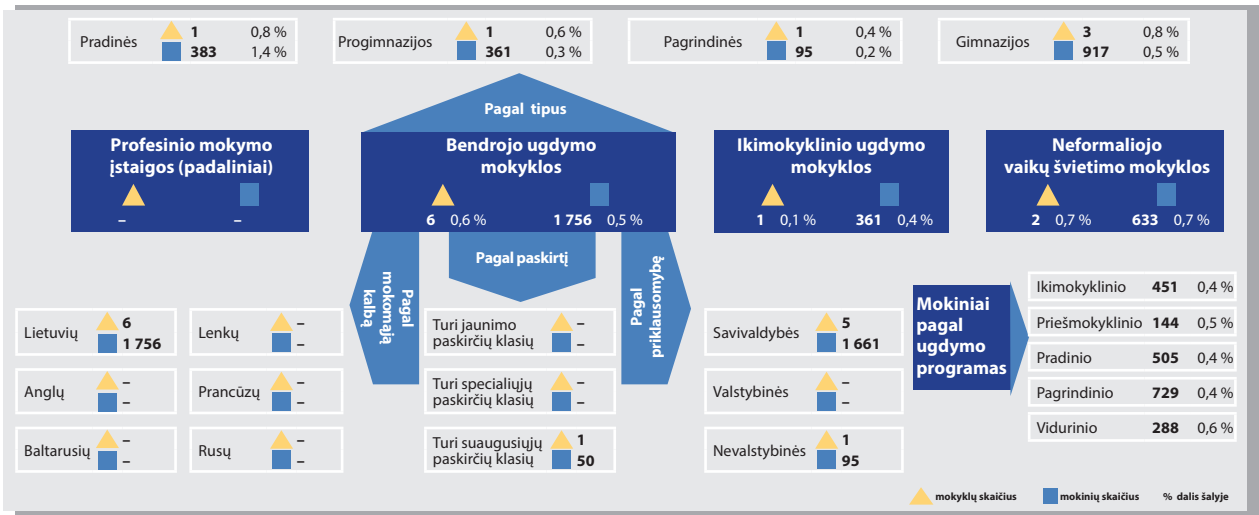 Pradinės
1 0,8 %
383 1,4 %
Progimnazijos
1 0,6 %
361 0,3 %
Pagrindinės
1 0,4 %
95 0,2 %
Gimnazijos
3 0,8 %
917 0,5 %
Pagal tipus
Profesinio mokymo
įstaigos (padaliniai)
– –
Bendrojo ugdymo
mokyklos
6 0,6 % 1 756 0,5 %
Ikimokyklinio ugdymo
mokyklos
1 0,1 % 361 0,4 %
Neformaliojo
vaikų švietimo mokyklos
2 0,7 % 633 0,7 %
Pagal
mokomąją
kalbą
Pagal paskirtį
Pagal
priklausomybę
Lietuvių
6
1 756
Lenkų
–
–
Anglų
–
–
Prancūzų
–
–
Baltarusių
–
–
Rusų
–
–
Turi jaunimo
paskirčių klasių
–
–
Turi specialiųjų
paskirčių klasių
–
–
Turi suaugusiųjų
paskirčių klasių
1
50
Savivaldybės
5
1 661
Valstybinės
–
–
Nevalstybinės
1
95
Mokiniai
pagal
ugdymo
programas
Ikimokyklinio 451 0,4 %
Priešmokyklinio 144 0,5 %
Pradinio 505 0,4 %
Pagrindinio 729 0,4 %
Vidurinio 288 0,6 %
mokyklų skaičius mokinių skaičius % dalis šalyje